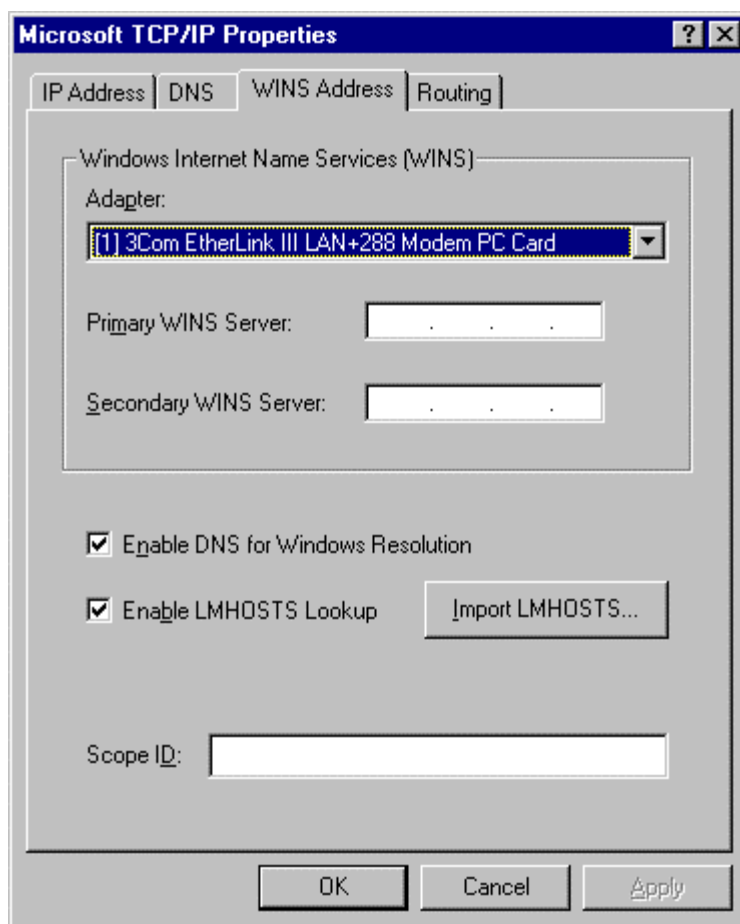 Microsoft TCP/IP Properties ? X
IP Address DNS WINS Address Routing
Windows Internet Name Services (WINS)
Adapter:
[1] 3Com EtherLink III LAN+288 Modem PC Card
Primary WINS Server: . . .
Secondary WINS Server: . . .
Enable DNS for Windows Resolution
Enable LMHOSTS Lookup Import LMHOSTS...
Scope ID:
OK Cancel Apply